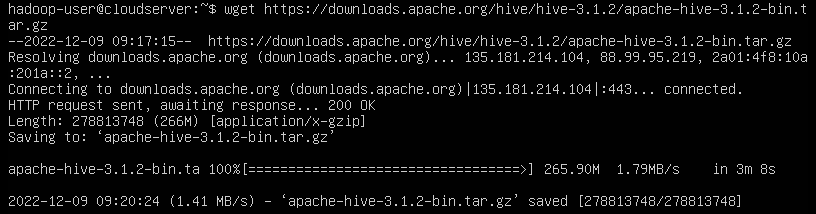 hadoop-user@cloudserver:~$ wget https://downloads.apache.org/hive/hive-3.1.2/apache-hive-3.1.2-bin.t
ar.gz
--2022-12-09 09:17:15--  https://downloads.apache.org/hive/hive-3.1.2/apache-hive-3.1.2-bin.tar.gz
Resolving downloads.apache.org (downloads.apache.org)... 135.181.214.104, 88.99.95.219, 2a01:4f8:10a
:201a::2, ...
Connecting to downloads.apache.org (downloads.apache.org)|135.181.214.104|:443... connected.
HTTP request sent, awaiting response... 200 OK
Length: 278813748 (266M) [application/x-gzip]
Saving to: ‘apache-hive-3.1.2-bin.tar.gz’
apache-hive-3.1.2-bin.ta 100%[==================================>] 265.90M  1.79MB/s    in 3m 8s
2022-12-09 09:20:24 (1.41 MB/s) – ‘apache-hive-3.1.2-bin.tar.gz’ saved [278813748/278813748]